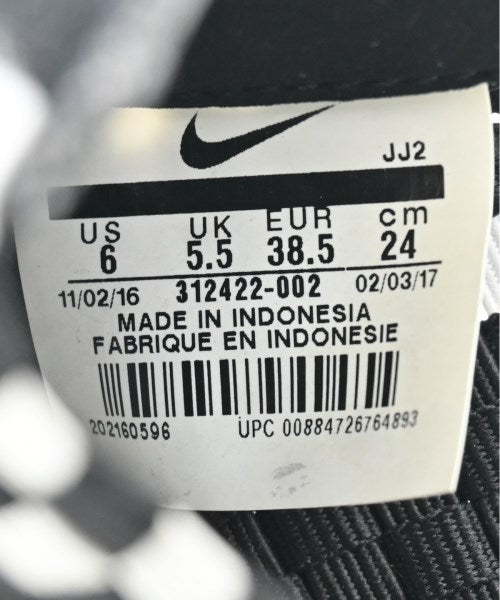 JJ2
US UK EUR cm
6 5.5 38.5 24
11/02/16 312422-002 02/03/17
MADE IN INDONESIA
FABRIQUE EN INDONESIE
202160596 UPC 00884726764893